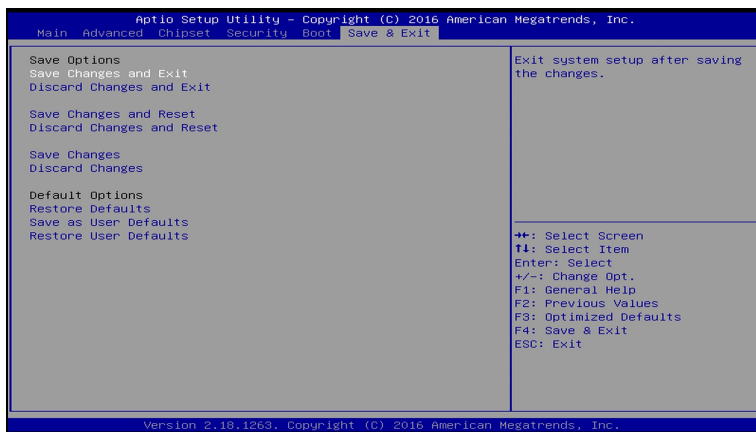 Aptio Setup Utility – Copyright (C) 2016 American Megatrends, Inc.
Main Advanced Chipset Security Boot Save & Exit
Save Options
Save Changes and Exit
Discard Changes and Exit
Save Changes and Reset
Discard Changes and Reset
Save Changes
Discard Changes
Default Options
Restore Defaults
Save as User Defaults
Restore User Defaults
Exit system setup after saving
the changes.
→←: Select Screen
↑↓: Select Item
Enter: Select
+/-: Change Opt.
F1: General Help
F2: Previous Values
F3: Optimized Defaults
F4: Save & Exit
ESC: Exit
Version 2.18.1263. Copyright (C) 2016 American Megatrends, Inc.